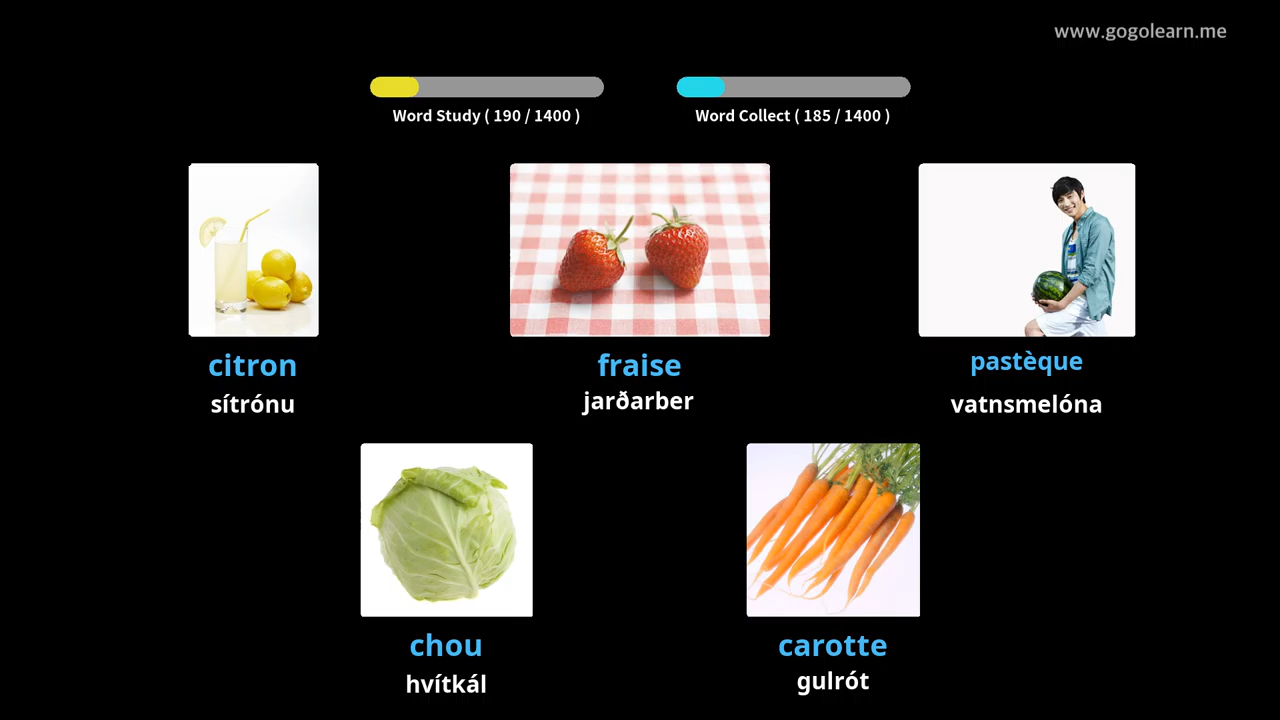 www.gogolearn.me
Word Study ( 190 / 1400 )
Word Collect ( 185 / 1400 )
citron
sítrónu
fraise
jarðarber
pastèque
vatnsmelóna
chou
hvítkál
carotte
gulrót